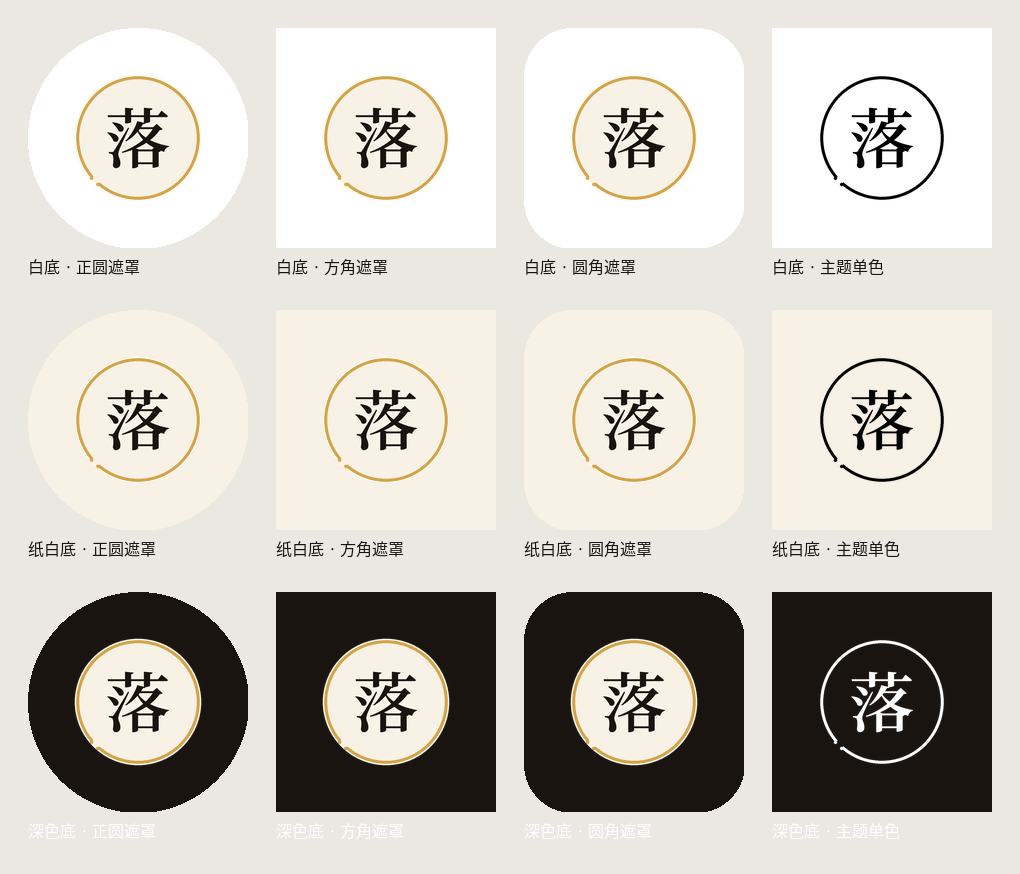 落 落 落 落
白底 · 正圆遮罩 白底 · 方角遮罩 白底 · 圆角遮罩 白底 · 主题单色
落 落 落 落
纸白底 · 正圆遮罩 纸白底 · 方角遮罩 纸白底 · 圆角遮罩 纸白底 · 主题单色
落 落 落 落
深色底 · 正圆遮罩 深色底 · 方角遮罩 深色底 · 圆角遮罩 深色底 · 主题单色